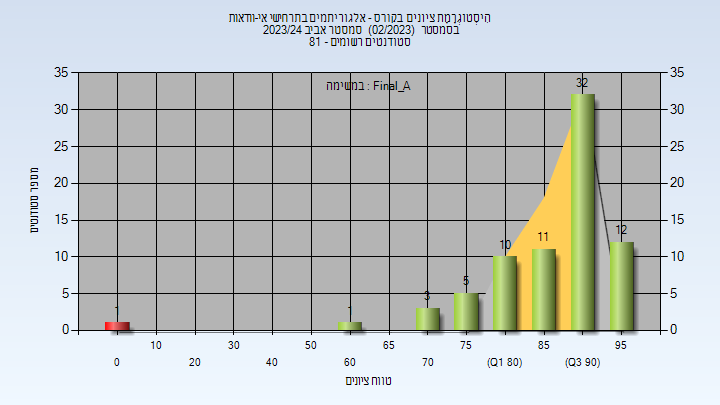 היסטוגרמת ציונים בקורס - אלגוריתמים בתרחישי אי-וודאות
בסמסטר (02/2023) סמסטר אביב 2023/24
סטודנטים רשומים - 81
במשימה : Final_A
מספר סטודנטים
35 35
30 30
25 25
20 20
15 15
10 10
5 5
0 0
1 1 3 5 10 11 32 12
10 30 50 65 75 85 95
0 20 40 60 70 (Q1 80) (Q3 90)
טווח ציונים